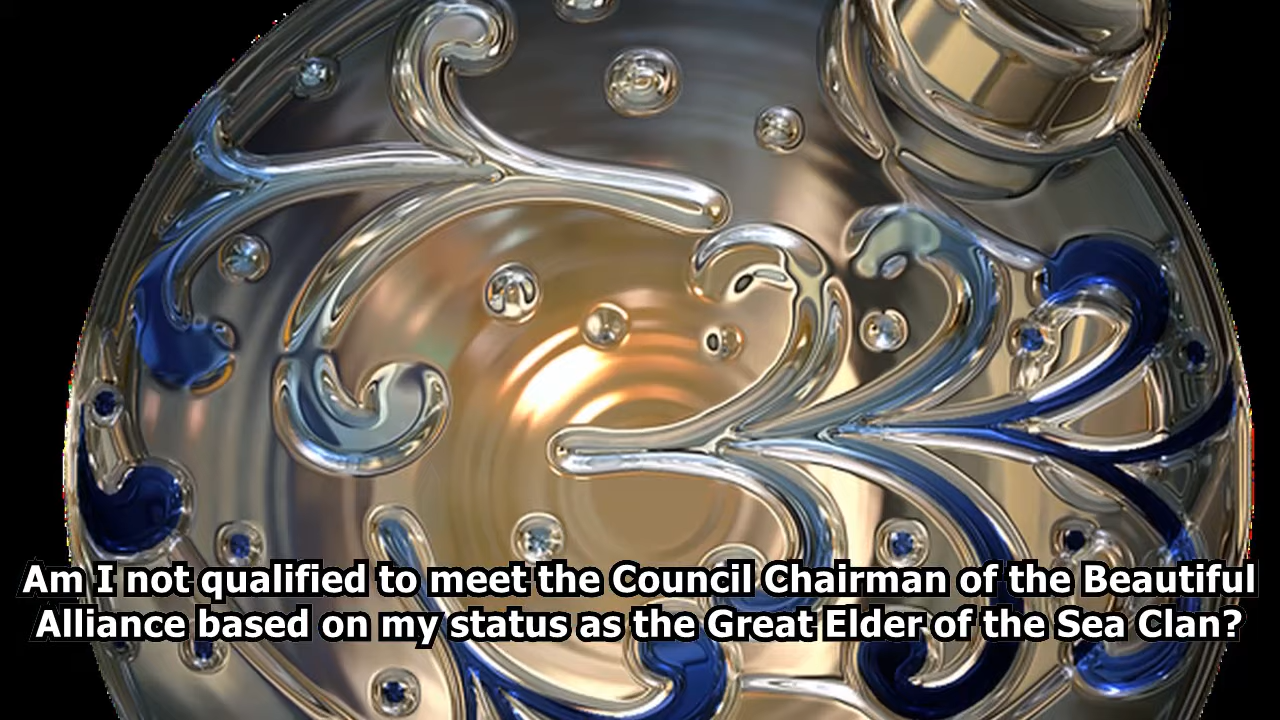 Am I not qualified to meet the Council Chairman of the Beautiful
Alliance based on my status as the Great Elder of the Sea Clan?